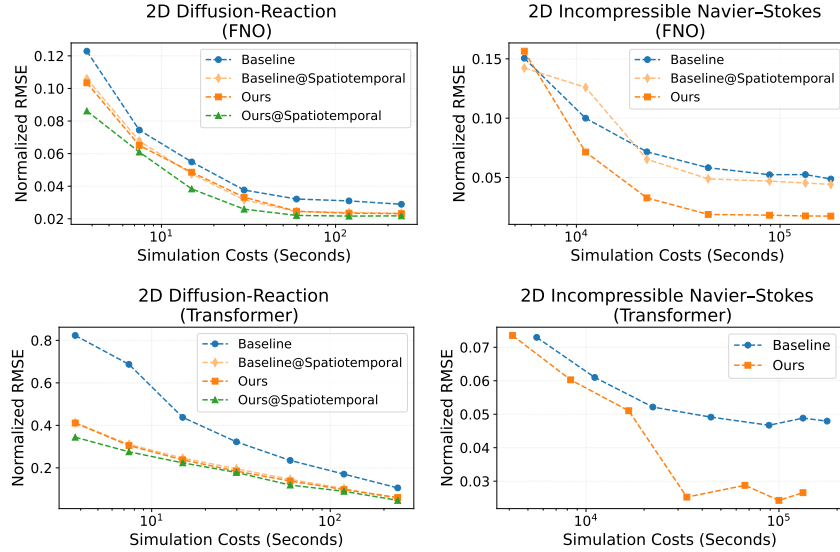 2D Diffusion-Reaction
(FNO)
Normalized RMSE
0.12
0.10
0.08
0.06
0.04
0.02
Baseline
Baseline@Spatiotemporal
Ours
Ours@Spatiotemporal
10¹
10²
Simulation Costs (Seconds)
2D Incompressible Navier–Stokes
(FNO)
Normalized RMSE
0.15
0.10
0.05
Baseline
Baseline@Spatiotemporal
Ours
10⁴
10⁵
Simulation Costs (Seconds)
2D Diffusion-Reaction
(Transformer)
Normalized RMSE
0.8
0.6
0.4
0.2
Baseline
Baseline@Spatiotemporal
Ours
Ours@Spatiotemporal
10¹
10²
Simulation Costs (Seconds)
2D Incompressible Navier–Stokes
(Transformer)
Normalized RMSE
0.07
0.06
0.05
0.04
0.03
Baseline
Ours
10⁴
10⁵
Simulation Costs (Seconds)